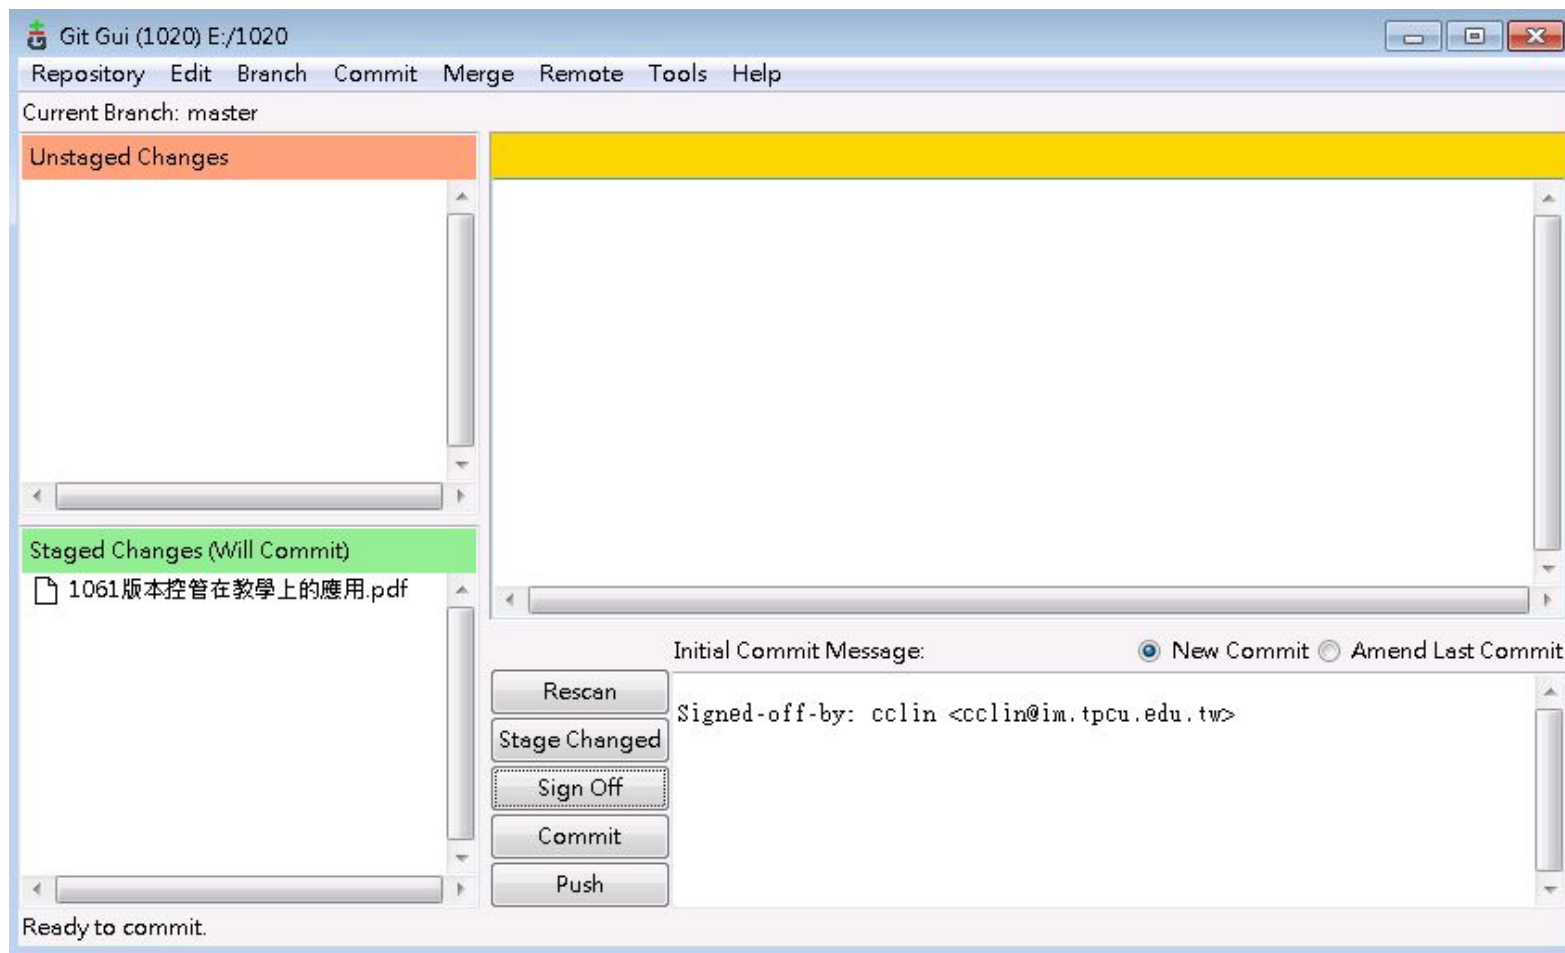 Git Gui (1020) E:/1020
Repository Edit Branch Commit Merge Remote Tools Help
Current Branch: master
Unstaged Changes
Staged Changes (Will Commit)
1061版本控管在教學上的應用.pdf
Initial Commit Message:
New Commit
Amend Last Commit
Rescan
Stage Changed
Sign Off
Commit
Push
Signed-off-by: cclin <cclin@im.tpcu.edu.tw>
Ready to commit.